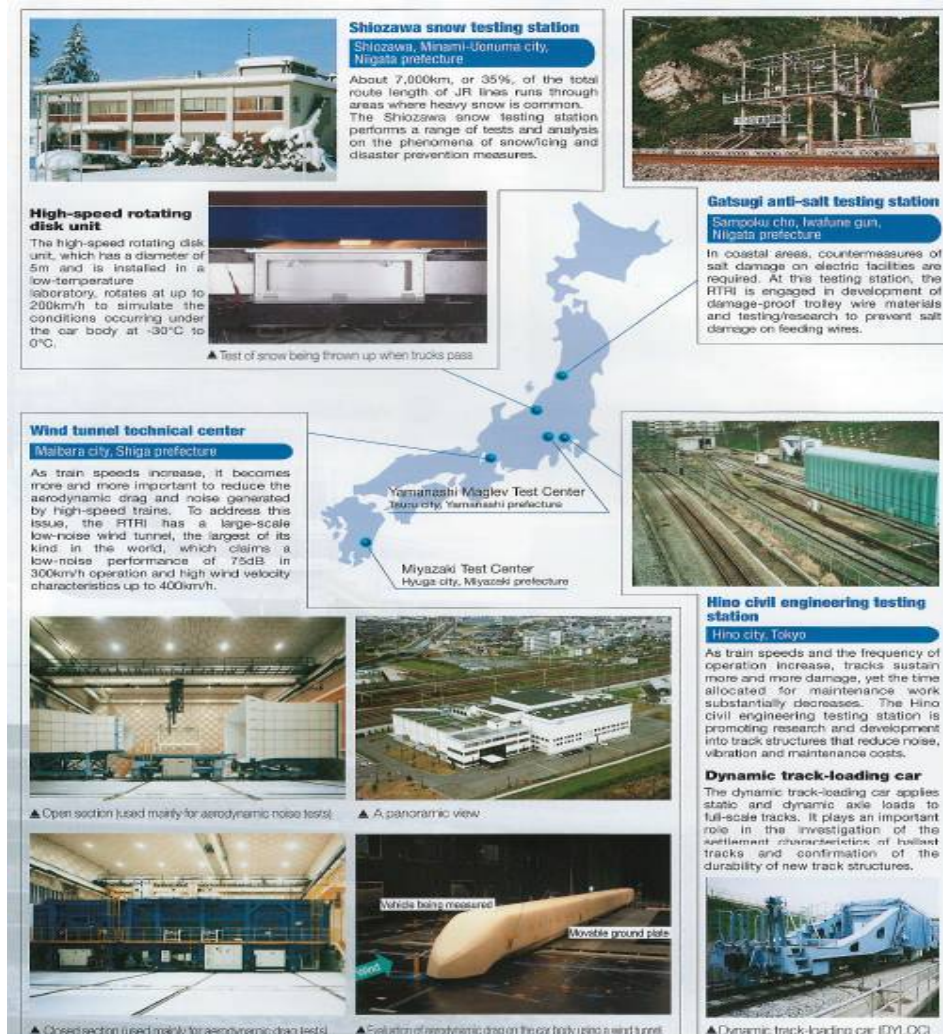 Shiozawa snow testing station
Shiozawa, Minami-Uonuma city,
Niigata prefecture
About 7,000km, or 35%, of the total
route length of JR lines runs through
areas where heavy snow is common.
The Shiozawa snow testing station
performs a range of tests and analysis
on the phenomena of snow/icing and
disaster prevention measures.
High-speed rotating
disk unit
The high-speed rotating disk
unit, which has a diameter of
5m and is installed in a
low-temperature
laboratory, rotates at up to
200km/h to simulate the
conditions occurring under
the car body at -30°C to
0°C.
▲ Test of snow being thrown up when trucks pass
Gatsugi anti-salt testing station
Sampoku cho, Iwafune gun,
Niigata prefecture
In coastal areas, countermeasures of
salt damage on electric facilities are
required. At this testing station, the
RTRI is engaged in development of
damage-proof trolley wire materials
and testing/research to prevent salt
damage on feeding wires.
Wind tunnel technical center
Maibara city, Shiga prefecture
As train speeds increase, it becomes
more and more important to reduce the
aerodynamic drag and noise generated
by high-speed trains. To address this
issue, the RTRI has a large-scale
low-noise wind tunnel, the largest of its
kind in the world, which claims a
low-noise performance of 75dB in
300km/h operation and high wind velocity
characteristics up to 400km/h.
Yamanashi Maglev Test Center
Tsuru city, Yamanashi prefecture
Miyazaki Test Center
Hyuga city, Miyazaki prefecture
▲ Open section (used mainly for aerodynamic noise tests)
▲ A panoramic view
Vehicle being measured
Movable ground plate
Wind
▲ Closed section (used mainly for aerodynamic drag tests)
▲ Evaluation of aerodynamic drag on the car body using a wind tunnel
Hino civil engineering testing
station
Hino city, Tokyo
As train speeds and the frequency of
operation increase, tracks sustain
more and more damage, yet the time
allocated for maintenance work
substantially decreases. The Hino
civil engineering testing station is
promoting research and development
into track structures that reduce noise,
vibration and maintenance costs.
Dynamic track-loading car
The dynamic track-loading car applies
static and dynamic axle loads to
full-scale tracks. It plays an important
role in the investigation of the
settlement characteristics of ballast
tracks and confirmation of the
durability of new track structures.
▲ Dynamic track-loading car (DYLOC)